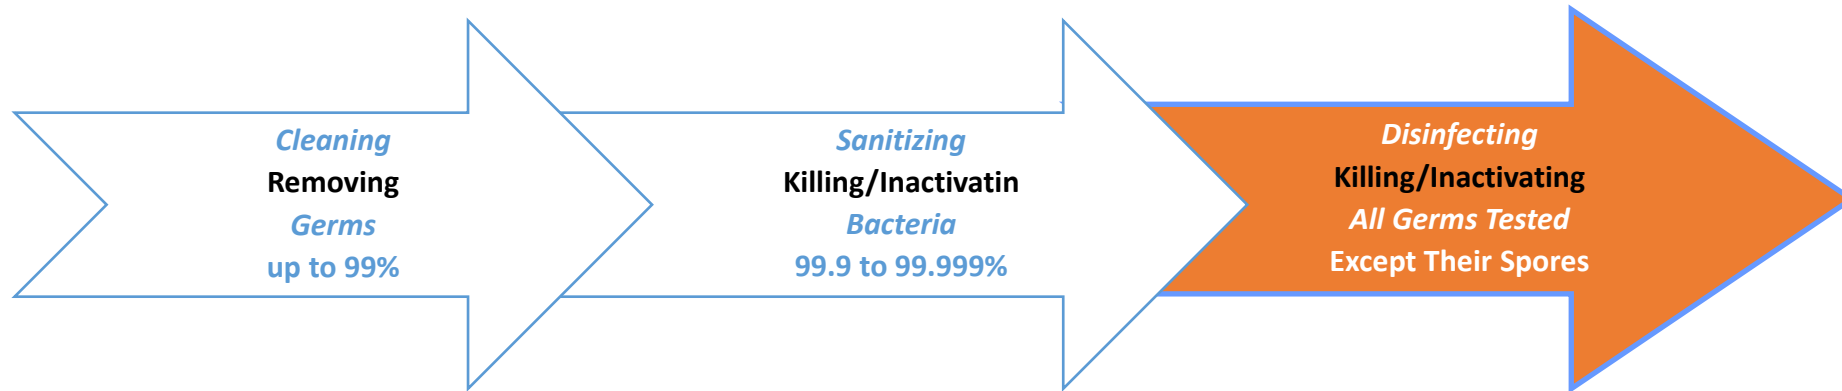 Cleaning
Removing
Germs
up to 99%
Sanitizing
Killing/Inactivatin
Bacteria
99.9 to 99.999%
Disinfecting
Killing/Inactivating
All Germs Tested
Except Their Spores